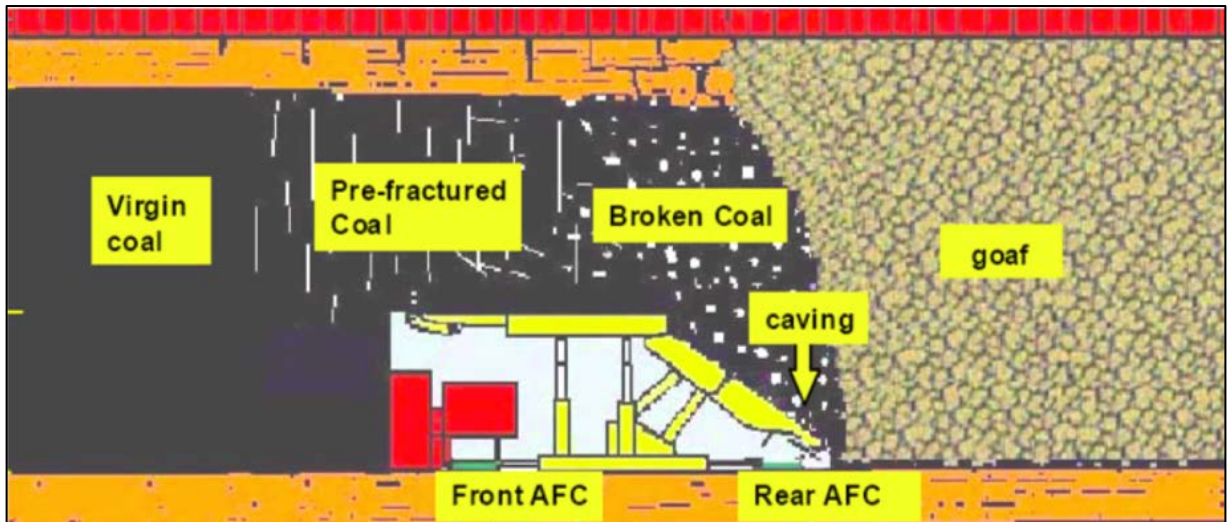 Virgin
coal
Pre-fractured
Coal
Broken Coal
goaf
caving
Front AFC
Rear AFC